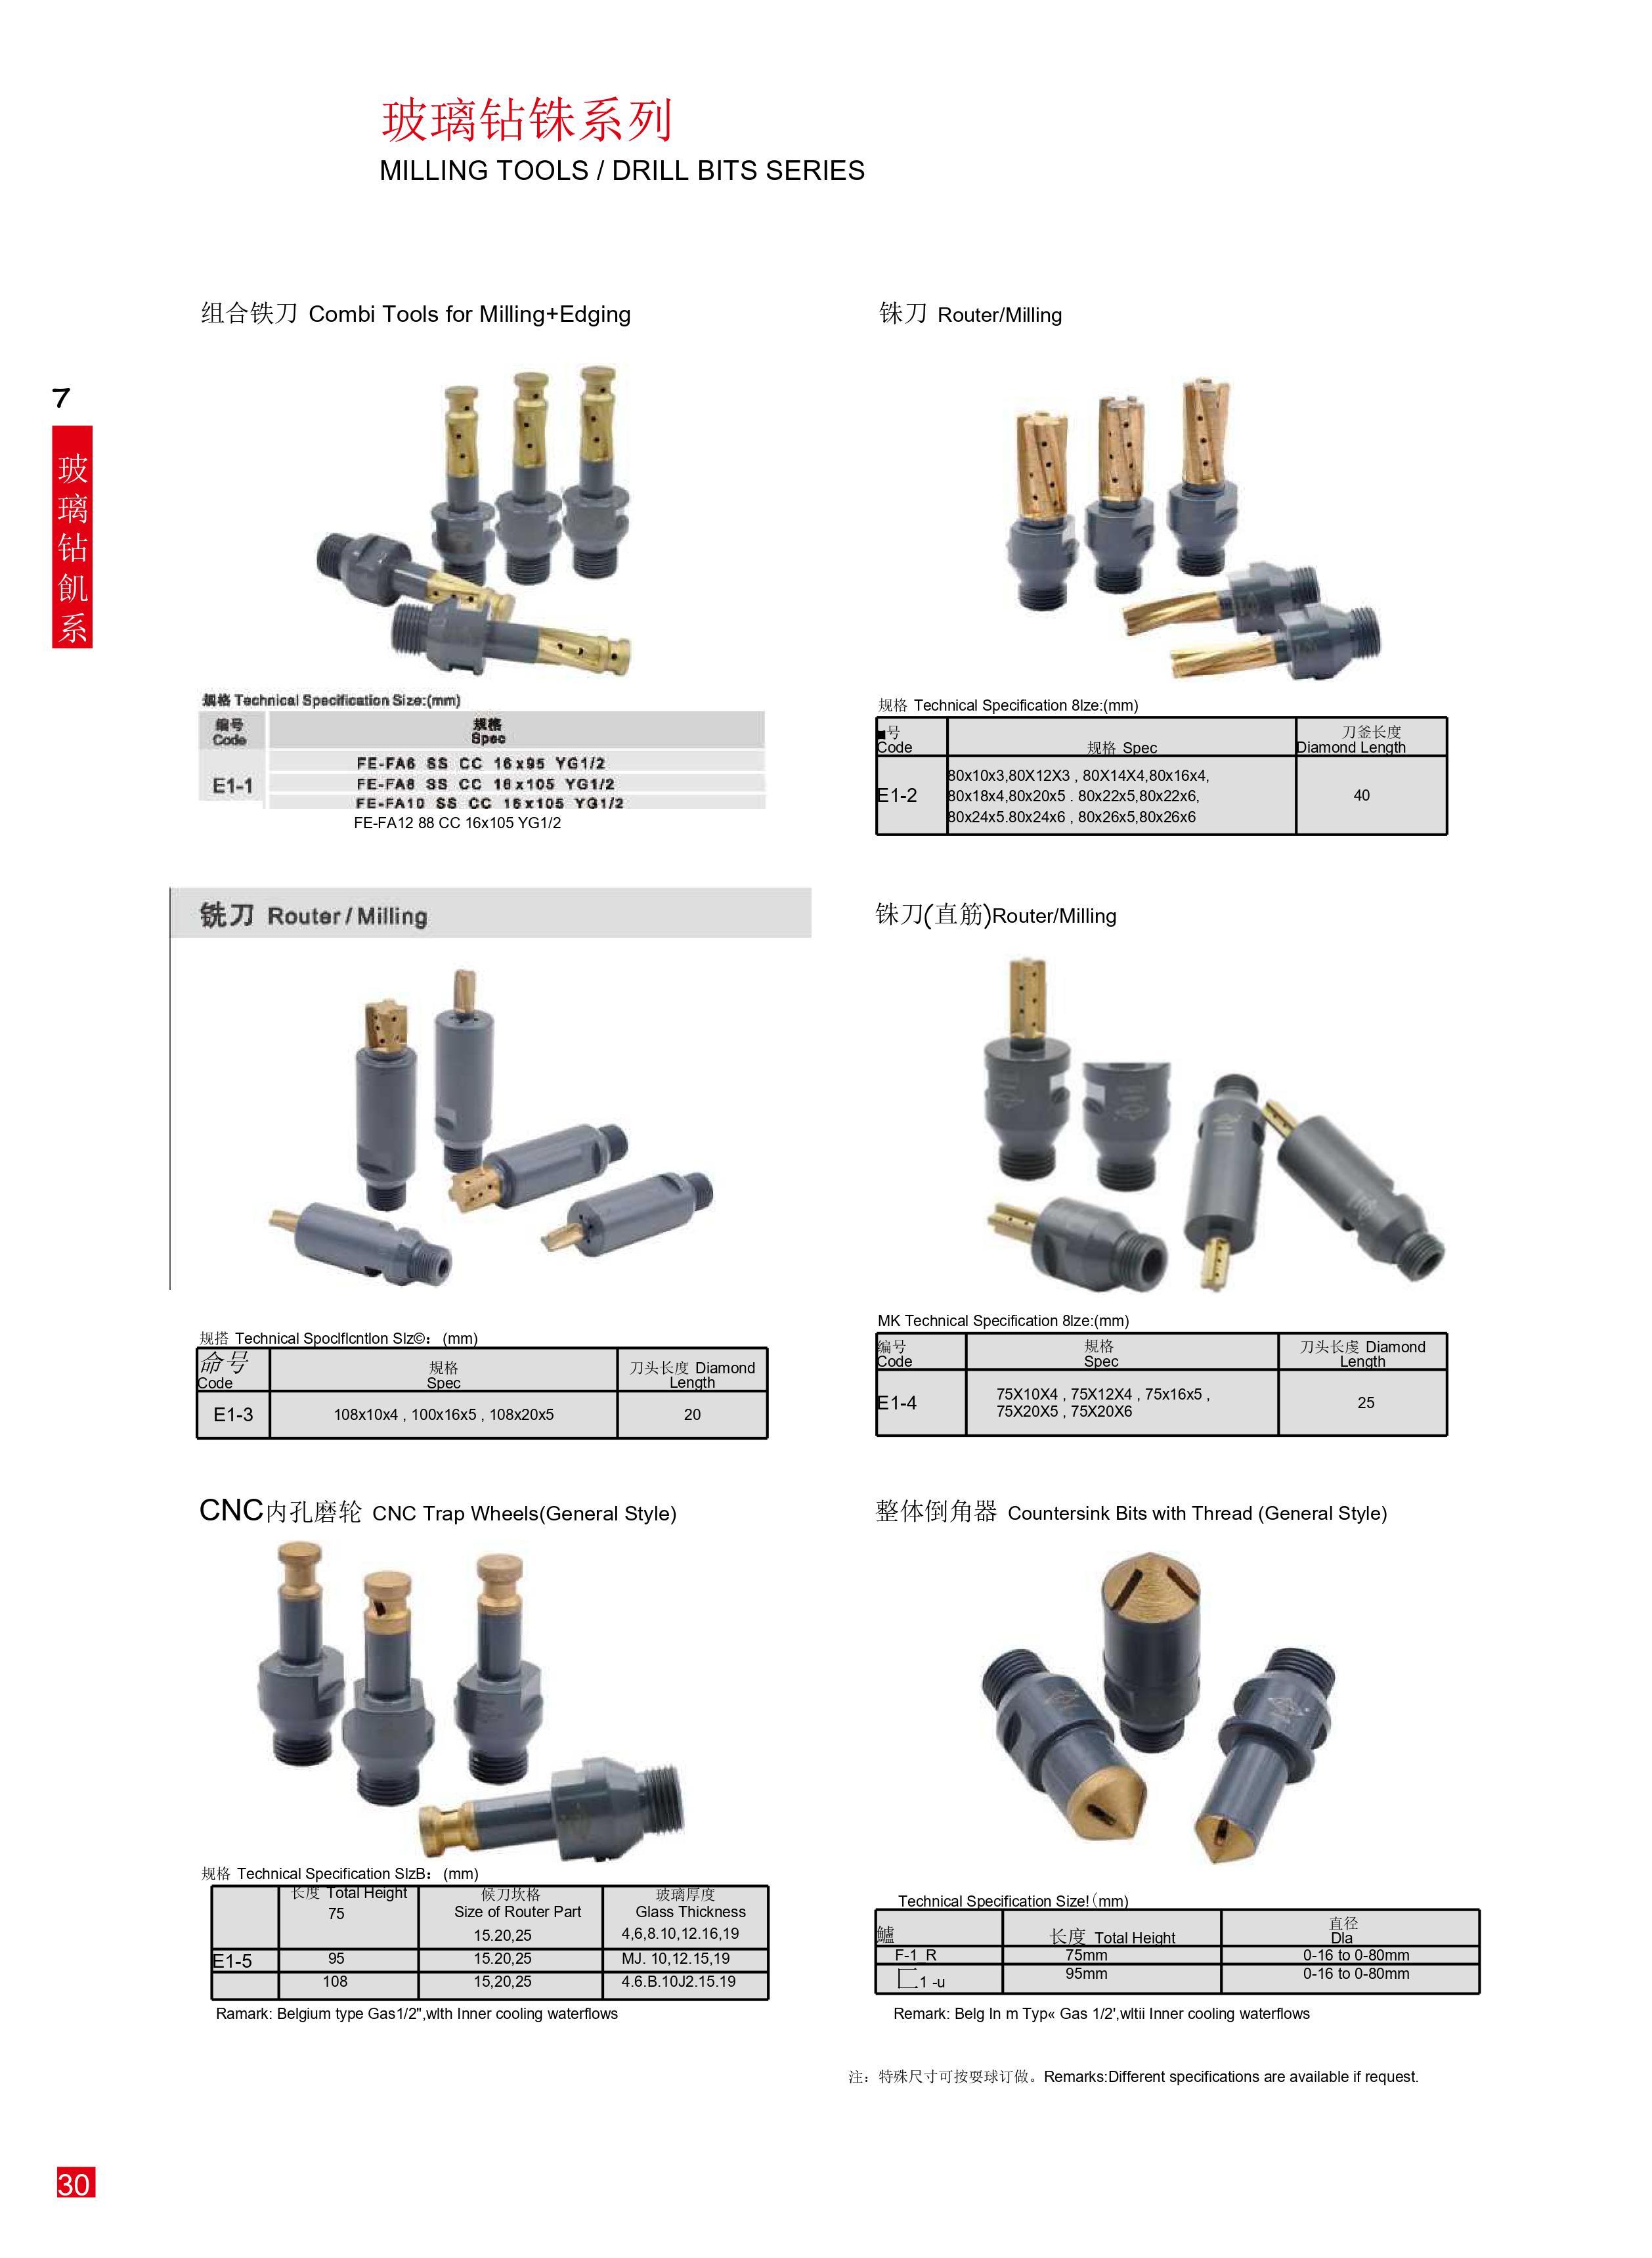 玻璃钻铢系列
MILLING TOOLS / DRILL BITS SERIES
7
玻璃钻飢系
组合铁刀 Combi Tools for Milling+Edging
规格 Technical Specification Size:(mm)
编号 规格
Code Spec
E1-1
FE-FA6 SS CC 16x95 YG1/2
FE-FA8 SS CC 16x105 YG1/2
FE-FA10 SS CC 16x105 YG1/2
FE-FA12 88 CC 16x105 YG1/2
铢刀 Router/Milling
规格 Technical Specification 8lze:(mm)
■号 刀釜长度
Code 规格 Spec Diamond Length
80x10x3,80X12X3 , 80X14X4,80x16x4,
E1-2 80x18x4,80x20x5 . 80x22x5,80x22x6, 40
80x24x5.80x24x6 , 80x26x5,80x26x6
铣刀 Router / Milling
规搭 Technical Spoclflcntlon Slz©： (mm)
命号 規格 刀头长度 Diamond
Code Spec Length
E1-3 108x10x4 , 100x16x5 , 108x20x5 20
铢刀(直筋)Router/Milling
MK Technical Specification 8lze:(mm)
编号 规格 刀头长虔 Diamond
Code Spec Length
E1-4 75X10X4 , 75X12X4 , 75x16x5 , 25
75X20X5 , 75X20X6
CNC内孔磨轮 CNC Trap Wheels(General Style)
规格 Technical Specification SlzB： (mm)
长度 Total Height 候刀坎格 玻璃厚度
75 Size of Router Part Glass Thickness
15.20,25 4,6,8.10,12.16,19
E1-5 95 15.20,25 MJ. 10,12.15,19
108 15,20,25 4.6.B.10J2.15.19
Ramark: Belgium type Gas1/2",wlth Inner cooling waterflows
整体倒角器 Countersink Bits with Thread (General Style)
Technical Specification Size!（mm)
鱸 长度 Total Height 直径
Dla
F-1_R 75mm 0-16 to 0-80mm
匚1 -u 95mm 0-16 to 0-80mm
Remark: Belg In m Typ« Gas 1/2',wltii Inner cooling waterflows
注：特殊尺寸可按耍球订做。Remarks:Different specifications are available if request.
30